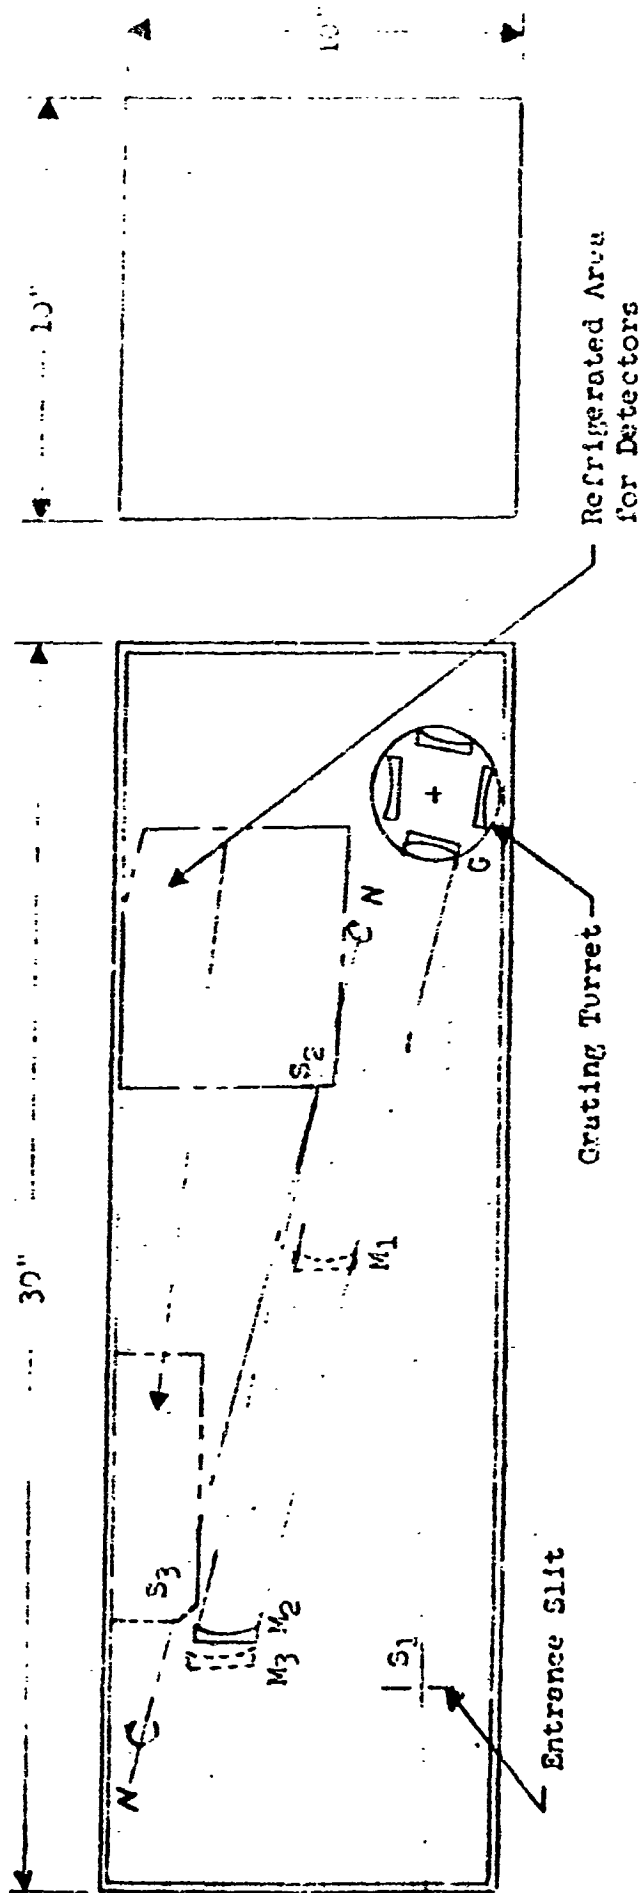 30"
10"
10"
S3
M2
M3
N
S1
Entrance Slit
M1
S2
N
G
Grating Turret
Refrigerated Area
for Detectors